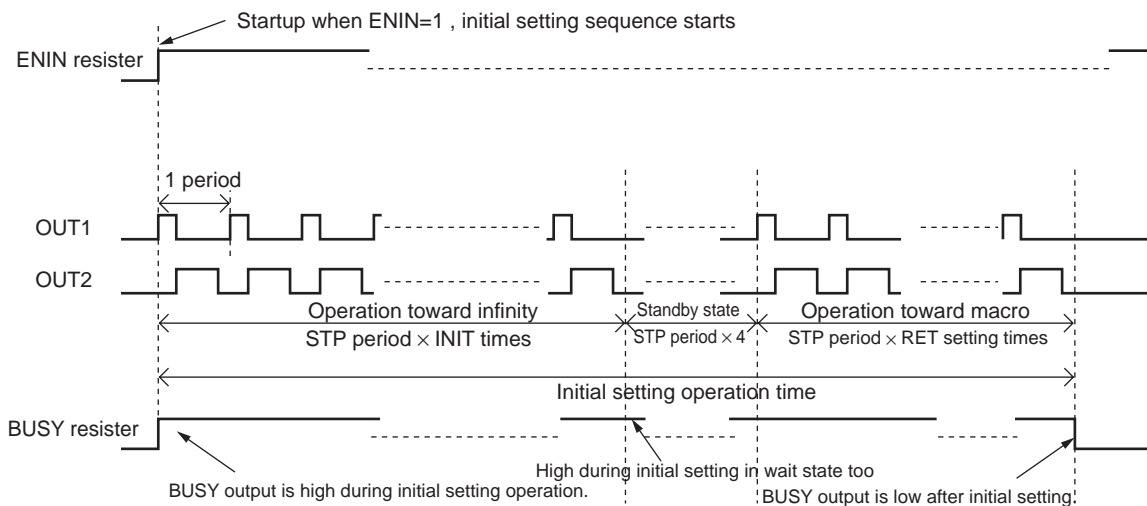 Startup when ENIN=1 , initial setting sequence starts
ENIN resister
1 period
OUT1
OUT2
Operation toward infinity
Standby state
Operation toward macro
STP period × INIT times
STP period × 4
STP period × RET setting times
Initial setting operation time
BUSY resister
High during initial setting in wait state too
BUSY output is high during initial setting operation.
BUSY output is low after initial setting.